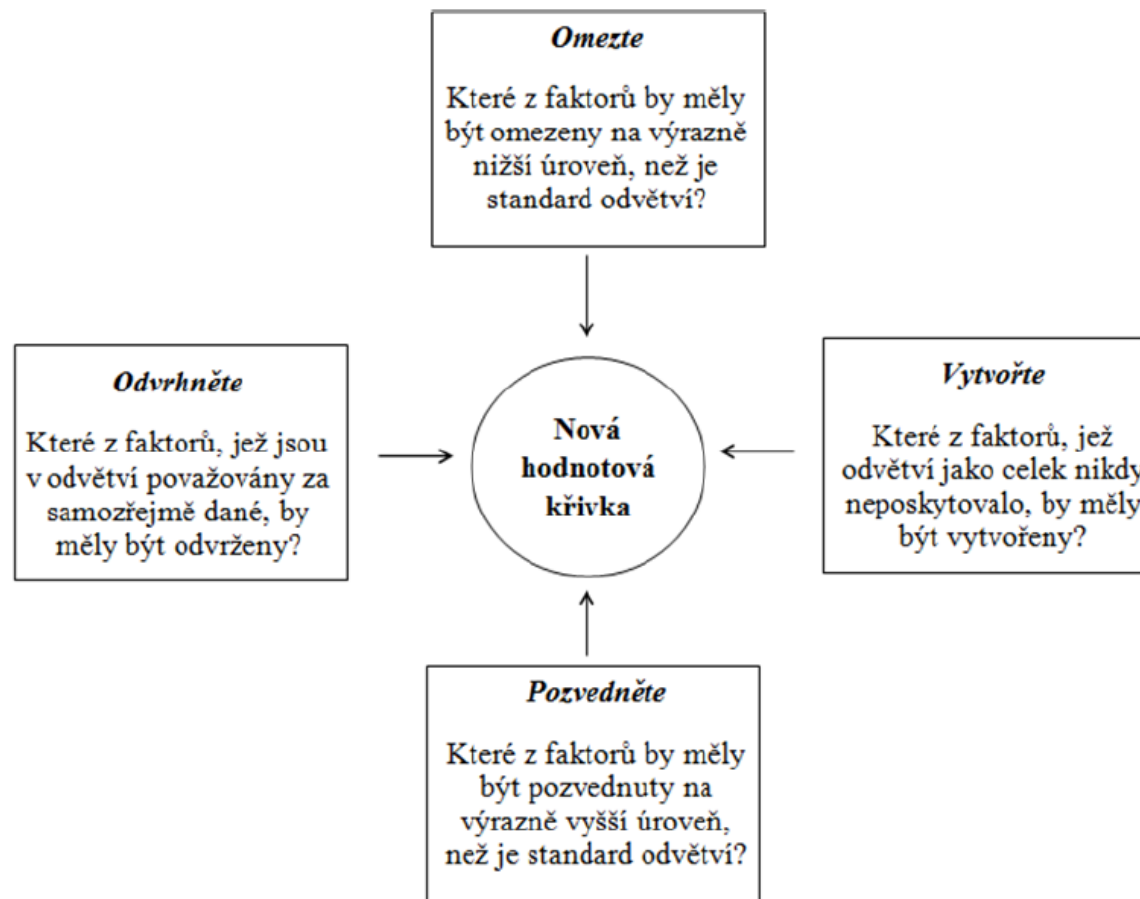 Omezte
Které z faktorů by měly
být omezeny na výrazně
nižší úroveň, než je
standard odvětví?
Odvrhněte
Které z faktorů, jež jsou
v odvětví považovány za
samozřejmě dané, by
měly být odvrženy?
Nová
hodnotová
křivka
Vytvořte
Které z faktorů, jež
odvětví jako celek nikdy
neposkytovalo, by měly
být vytvořeny?
Pozvedněte
Které z faktorů by měly
být pozvednuty na
výrazně vyšší úroveň,
než je standard odvětví?